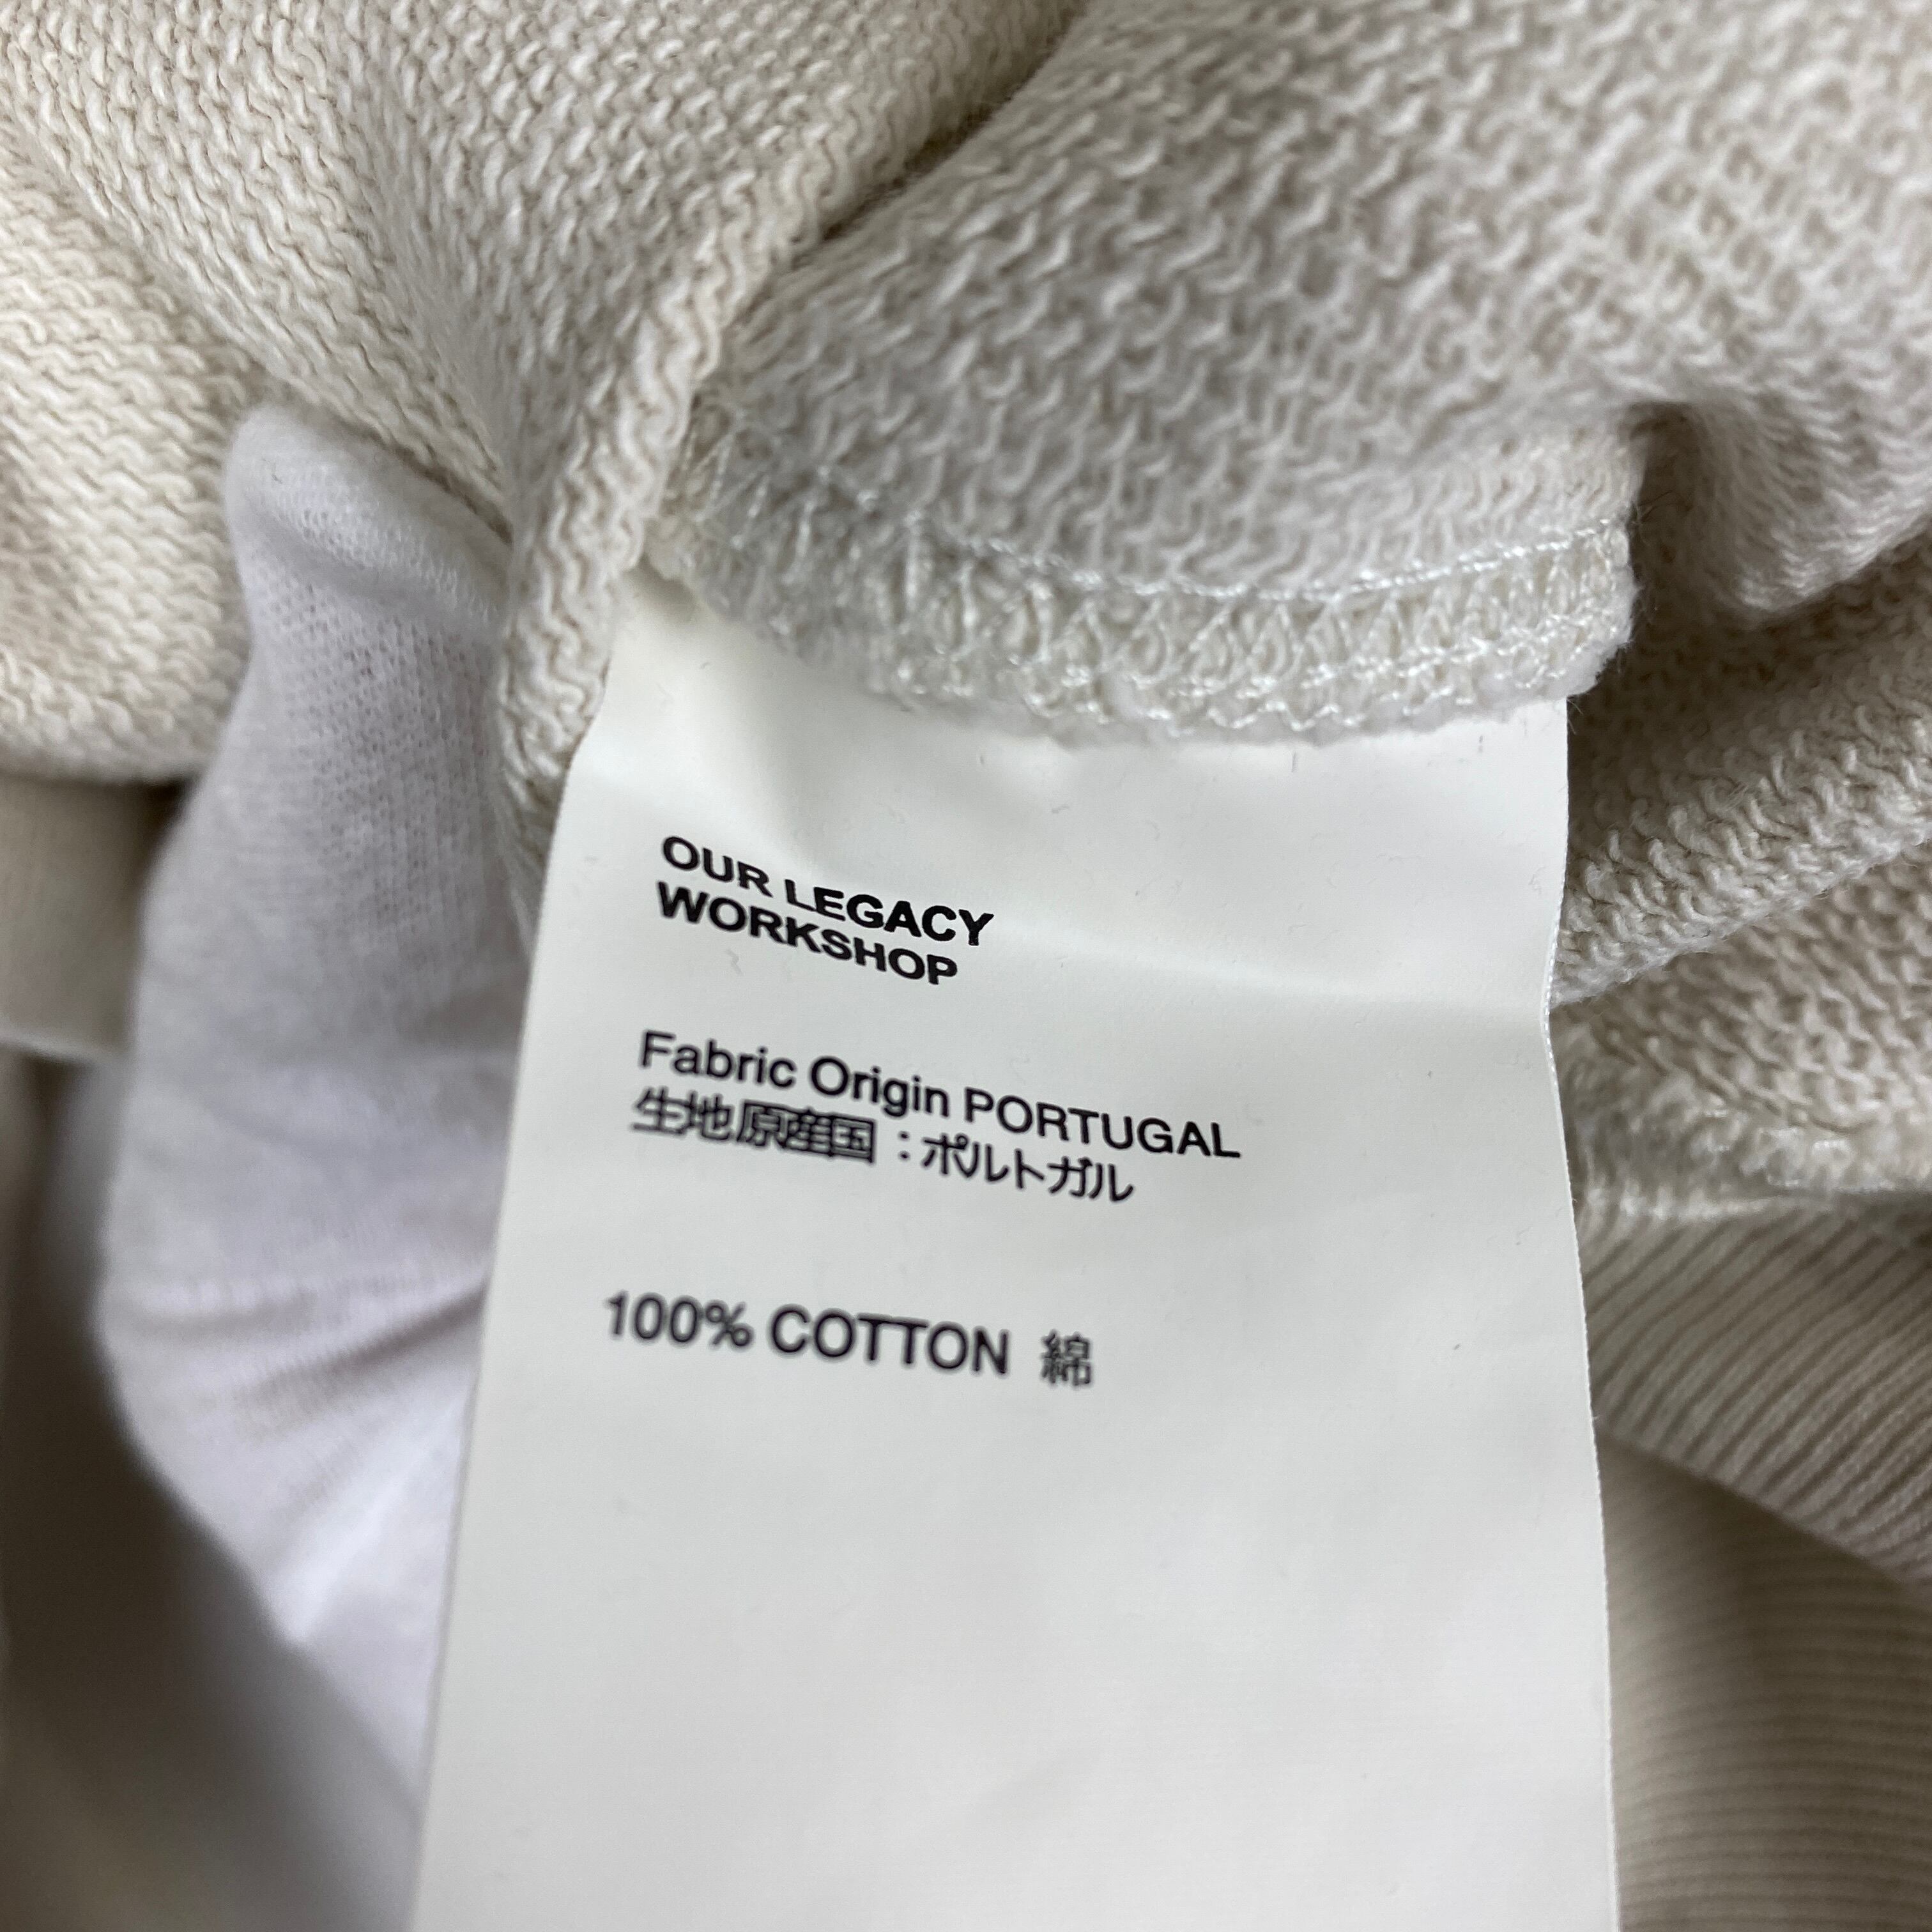 OUR LEGACY
WORKSHOP
Fabric Origin PORTUGAL
生地原産国：ポルトガル
100% COTTON 綿